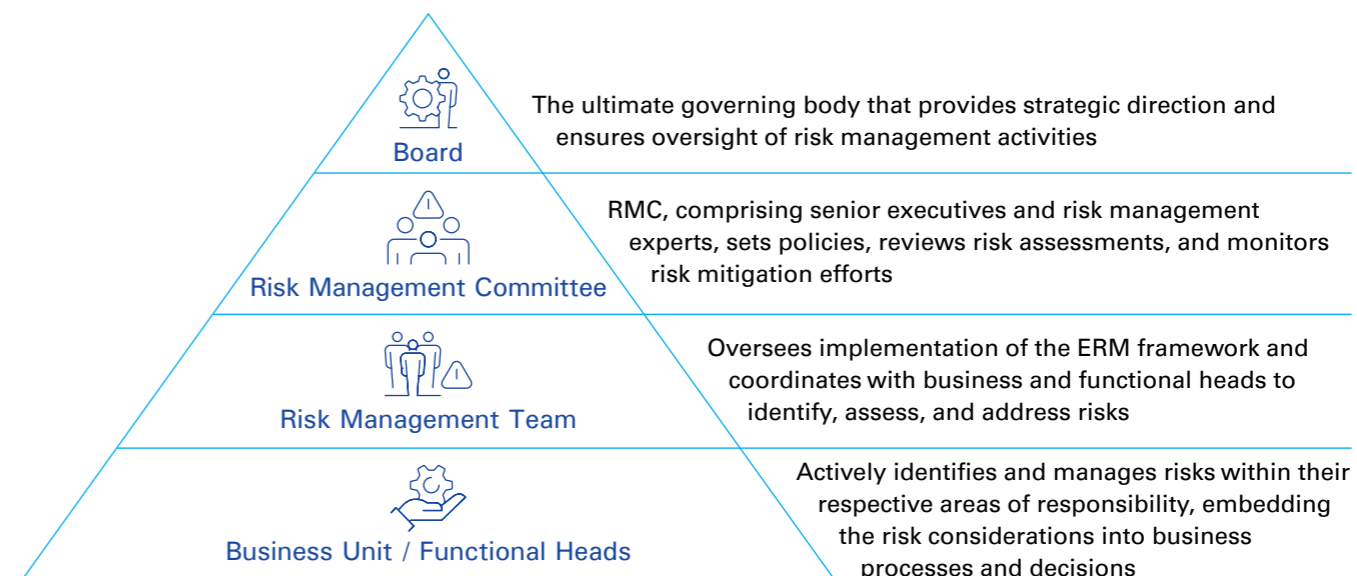 Board
The ultimate governing body that provides strategic direction and
ensures oversight of risk management activities
Risk Management Committee
RMC, comprising senior executives and risk management
experts, sets policies, reviews risk assessments, and monitors
risk mitigation efforts
Risk Management Team
Oversees implementation of the ERM framework and
coordinates with business and functional heads to
identify, assess, and address risks
Business Unit / Functional Heads
Actively identifies and manages risks within their
respective areas of responsibility, embedding
the risk considerations into business
processes and decisions